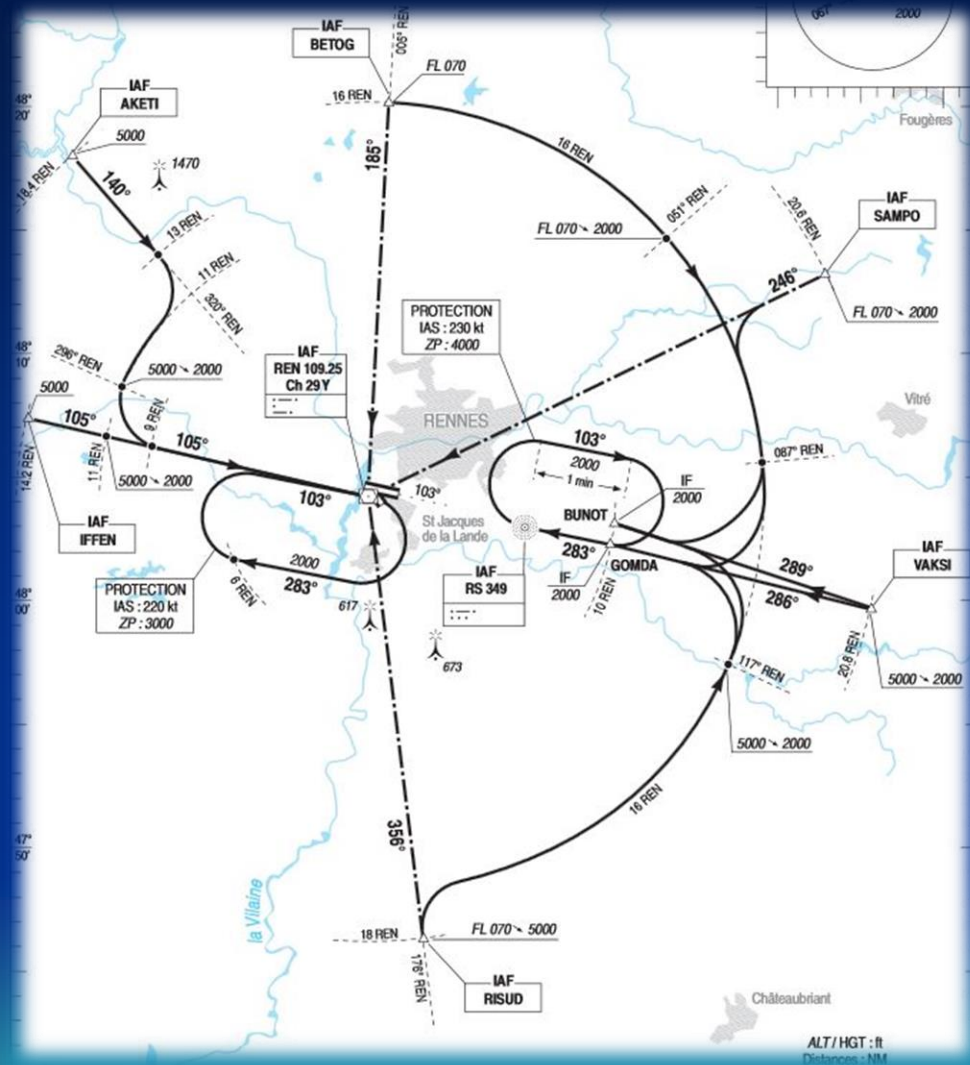 067°
2000
Fougères
IAF
BETOG
005° REN
FL 070
16 REN
185°
16 REN
48°
20'
IAF
AKETI
5000
18.4 REN
1470
140°
13 REN
11 REN
320° REN
051° REN
FL 070 ↘ 2000
20.6 REN
IAF
SAMPO
246°
FL 070 ↘ 2000
PROTECTION
IAS : 230 kt
ZP : 4000
IAF
REN 109.25
Ch 29 Y
48°
10'
296° REN
5000 ↘ 2000
5000
105°
9 REN
105°
11 REN
14.2 REN
5000 ↘ 2000
IAF
IFFEN
RENNES
Vitré
103°
2000
1 min
087° REN
IF
2000
BUNOT
103°
103°
St Jacques
de la Lande
283°
GOMDA
IF
2000
10 REN
289°
286°
IAF
VAKSI
20.8 REN
5000 ↘ 2000
2000
283°
6 REN
PROTECTION
IAS : 220 kt
ZP : 3000
IAF
RS 349
48°
00'
617
673
117° REN
5000 ↘ 2000
16 REN
356°
47°
50'
la Vilaine
18 REN
FL 070 ↘ 5000
176° REN
IAF
RISUD
Châteaubriant
ALT / HGT : ft
Distances : NM